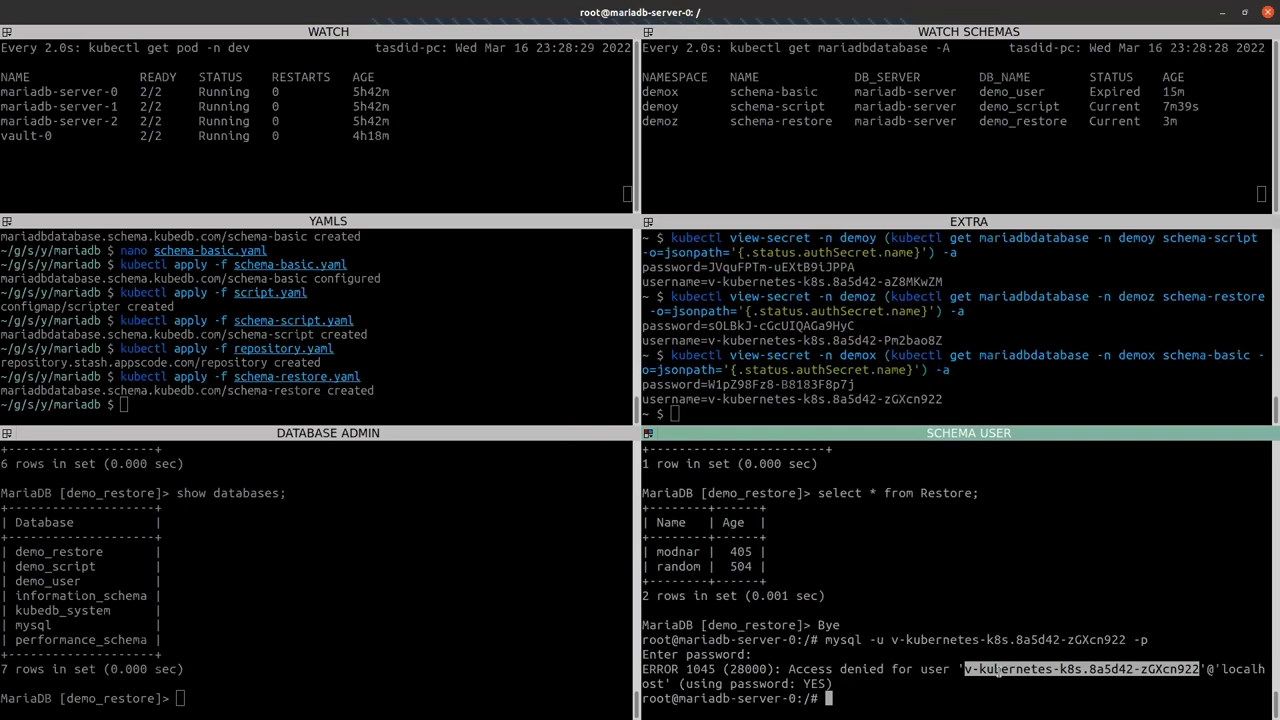 root@mariadb-server-0: /
WATCH
Every 2.0s: kubectl get pod -n dev tasdid-pc: Wed Mar 16 23:28:29 2022
NAME READY STATUS RESTARTS AGE
mariadb-server-0 2/2 Running 0 5h42m
mariadb-server-1 2/2 Running 0 5h42m
mariadb-server-2 2/2 Running 0 5h42m
vault-0 2/2 Running 0 4h18m
WATCH SCHEMAS
Every 2.0s: kubectl get mariadbdatabase -A tasdid-pc: Wed Mar 16 23:28:28 2022
NAMESPACE NAME DB_SERVER DB_NAME STATUS AGE
demox schema-basic mariadb-server demo_user Expired 15m
demoy schema-script mariadb-server demo_script Current 7m39s
demoz schema-restore mariadb-server demo_restore Current 3m
YAMLS
mariadbdatabase.schema.kubedb.com/schema-basic created
~/g/s/y/mariadb $ nano schema-basic.yaml
~/g/s/y/mariadb $ kubectl apply -f schema-basic.yaml
mariadbdatabase.schema.kubedb.com/schema-basic configured
~/g/s/y/mariadb $ kubectl apply -f script.yaml
configmap/scripter created
~/g/s/y/mariadb $ kubectl apply -f schema-script.yaml
mariadbdatabase.schema.kubedb.com/schema-script created
~/g/s/y/mariadb $ kubectl apply -f repository.yaml
repository.stash.appscode.com/repository created
~/g/s/y/mariadb $ kubectl apply -f schema-restore.yaml
mariadbdatabase.schema.kubedb.com/schema-restore created
~/g/s/y/mariadb $
EXTRA
~ $ kubectl view-secret -n demoy (kubectl get mariadbdatabase -n demoy schema-script
-o=jsonpath='{.status.authSecret.name}') -a
password=JVquFPTm-uEXtB9iJPPA
username=v-kubernetes-k8s.8a5d42-aZ8MKwZM
~ $ kubectl view-secret -n demoz (kubectl get mariadbdatabase -n demoz schema-restore
-o=jsonpath='{.status.authSecret.name}') -a
password=sOLBkJ-cGcUIQAGa9HyC
username=v-kubernetes-k8s.8a5d42-Pm2bao8Z
~ $ kubectl view-secret -n demox (kubectl get mariadbdatabase -n demox schema-basic -
o=jsonpath='{.status.authSecret.name}') -a
password=W1pZ98Fz8-B8183F8p7j
username=v-kubernetes-k8s.8a5d42-zGXcn922
~ $
DATABASE ADMIN
+--------------------+
6 rows in set (0.000 sec)
MariaDB [demo_restore]> show databases;
+--------------------+
| Database |
+--------------------+
| demo_restore |
| demo_script |
| demo_user |
| information_schema |
| kubedb_system |
| mysql |
| performance_schema |
+--------------------+
7 rows in set (0.000 sec)
MariaDB [demo_restore]>
SCHEMA USER
+------------------------+
1 row in set (0.000 sec)
MariaDB [demo_restore]> select * from Restore;
+--------+------+
| Name | Age |
+--------+------+
| modnar | 405 |
| random | 504 |
+--------+------+
2 rows in set (0.001 sec)
MariaDB [demo_restore]> Bye
root@mariadb-server-0:/# mysql -u v-kubernetes-k8s.8a5d42-zGXcn922 -p
Enter password:
ERROR 1045 (28000): Access denied for user 'v-kubernetes-k8s.8a5d42-zGXcn922'@'localh
ost' (using password: YES)
root@mariadb-server-0:/#